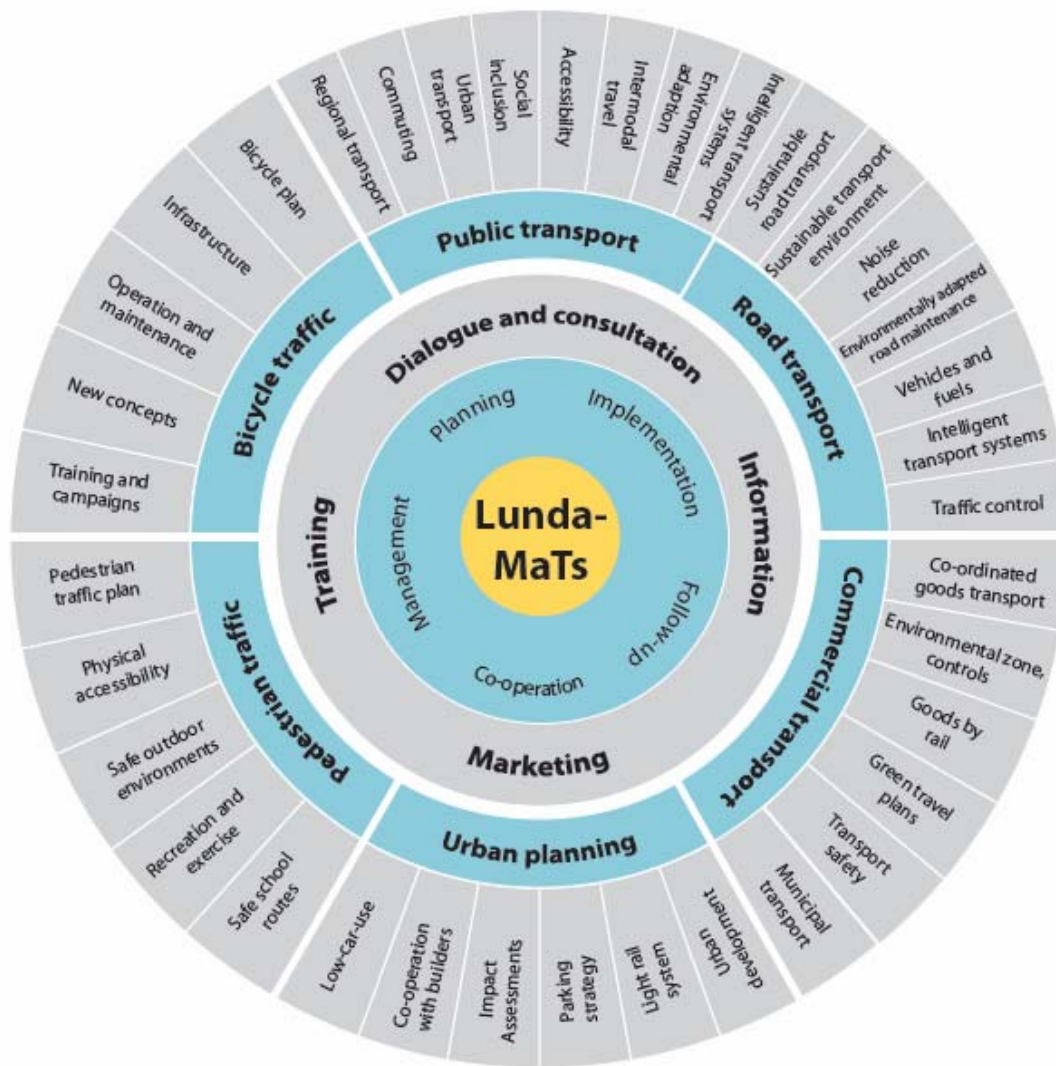 Lunda-
MaTs
Planning
Implementation
Follow-up
Co-operation
Management
Dialogue and consultation
Information
Marketing
Training
Public transport
Regional transport
Commuting
Urban
transport
Social
inclusion
Accessibility
Intermodal
travel
Environmental
adaption
Intelligent transport
systems
Road transport
Sustainable
road transport
Sustainable transport
environment
Noise
reduction
Environmentally adapted
road maintenance
Vehicles and
fuels
Intelligent
transport systems
Traffic control
Commercial transport
Co-ordinated
goods transport
Environmental zone,
controls
Goods by
rail
Green travel
plans
Transport
safety
Municipal
transport
Urban planning
Urban
development
Light rail
system
Parking
strategy
Impact
Assessments
Co-operation
with builders
Low-car-use
Pedestrian traffic
Safe school
routes
Recreation and
exercise
Safe outdoor
environments
Physical
accessibility
Pedestrian
traffic plan
Bicycle traffic
Training and
campaigns
New concepts
Operation and
maintenance
Infrastructure
Bicycle plan